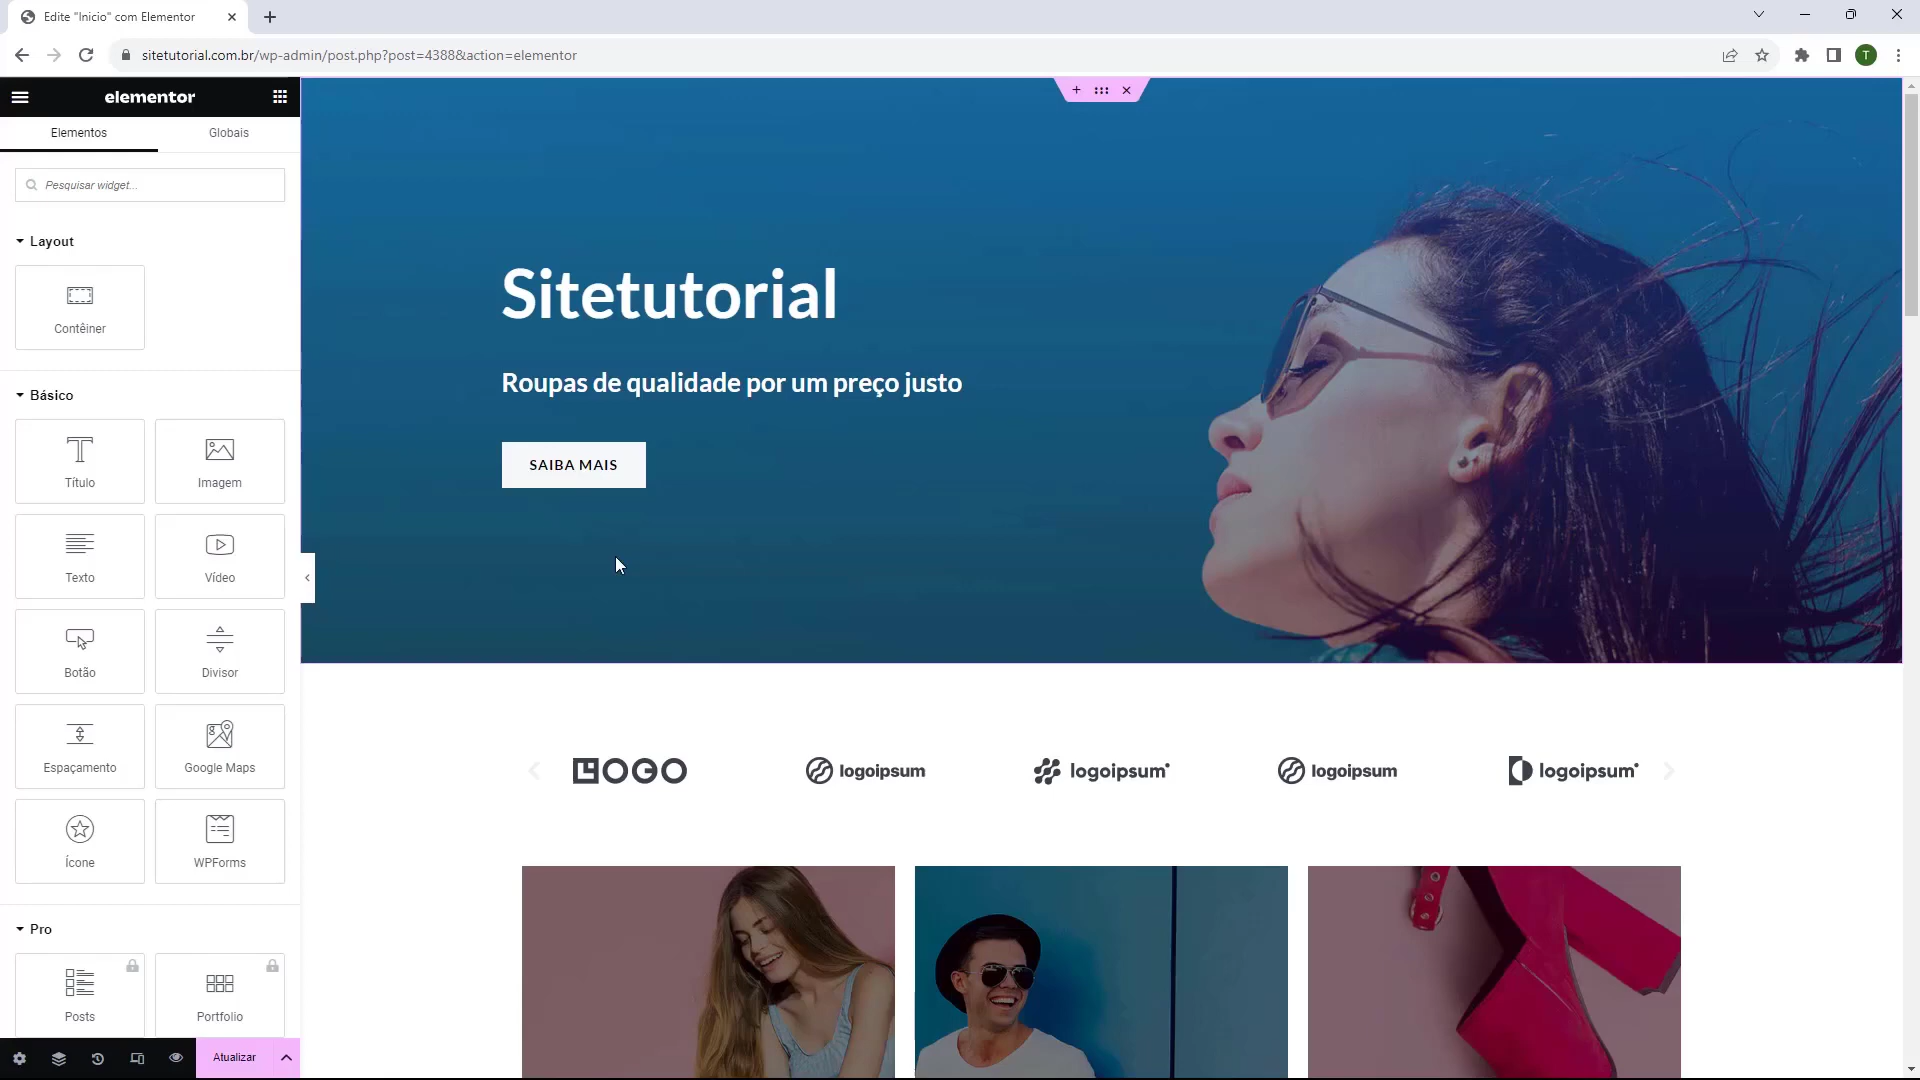 Edite "Inicio" com Elementor
sitetutorial.com.br/wp-admin/post.php?post=4388&action=elementor
T
elementor
Elementos
Globais
Pesquisar widget...
Layout
Contêiner
Básico
Título
Imagem
Texto
Vídeo
Botão
Divisor
Espaçamento
Google Maps
Ícone
WPForms
Pro
Posts
Portfolio
Atualizar
Sitetutorial
Roupas de qualidade por um preço justo
SAIBA MAIS
LOGO
logoipsum
logoipsum
logoipsum
logoipsum